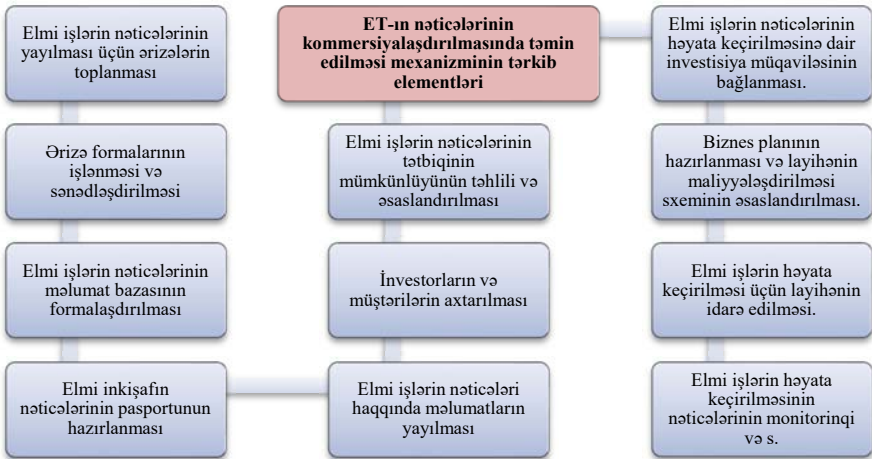 Elmi işlərin nəticələrinin
yayılması üçün ərizələrin
toplanması
Ərizə formalarının
işlənməsi və
sənədləşdirilməsi
Elmi işlərin nəticələrinin
məlumat bazasının
formalaşdırılması
Elmi inkişafın
nəticələrinin pasportunun
hazırlanması
ET-ın nəticələrinin
kommersiyalaşdırılmasında təmin
edilməsi mexanizminin tərkib
elementləri
Elmi işlərin nəticələrinin
tətbiqinin
mümkünlüyünün təhlili və
əsaslandırılması
İnvestorların və
müştərilərin axtarılması
Elmi işlərin nəticələri
haqqında məlumatların
yayılması
Elmi işlərin nəticələrinin
həyata keçirilməsinə dair
investisiya müqaviləsinin
bağlanması.
Biznes planının
hazırlanması və layihənin
maliyyələşdirilməsi
sxeminin əsaslandırılması.
Elmi işlərin həyata
keçirilməsi üçün layihənin
idarə edilməsi.
Elmi işlərin həyata
keçirilməsinin
nəticələrinin monitorinqi
və s.